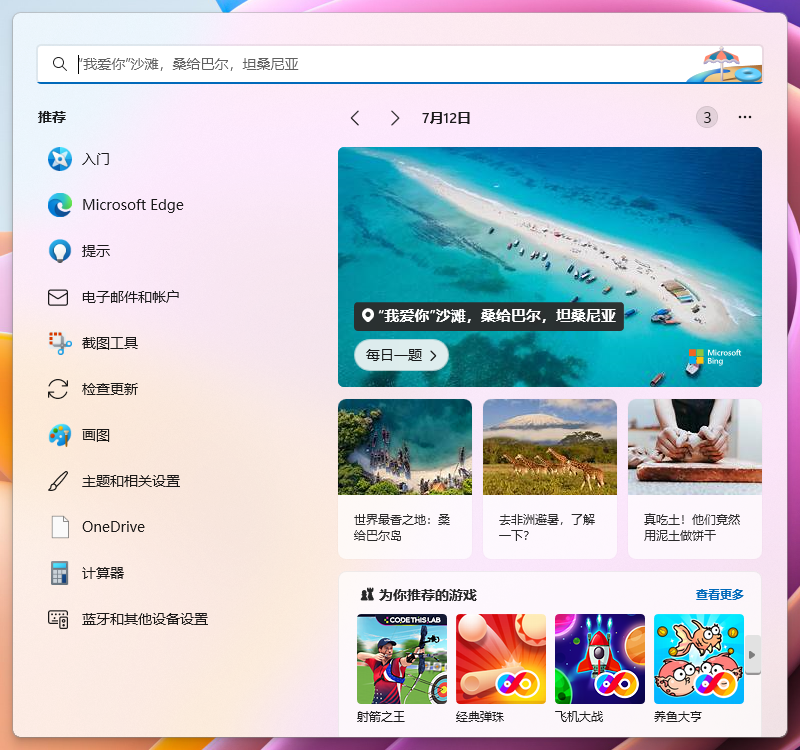 “我爱你”沙滩，桑给巴尔，坦桑尼亚
推荐
7月12日
3
入门
Microsoft Edge
提示
电子邮件和帐户
截图工具
检查更新
画图
主题和相关设置
OneDrive
计算器
蓝牙和其他设备设置
“我爱你”沙滩，桑给巴尔，坦桑尼亚
每日一题
Microsoft
Bing
世界最香之地：桑
给巴尔岛
去非洲避暑，了解
一下？
真吃土！他们竟然
用泥土做饼干
为你推荐的游戏
查看更多
CODETHISLAB
射箭之王
经典弹珠
飞机大战
养鱼大亨